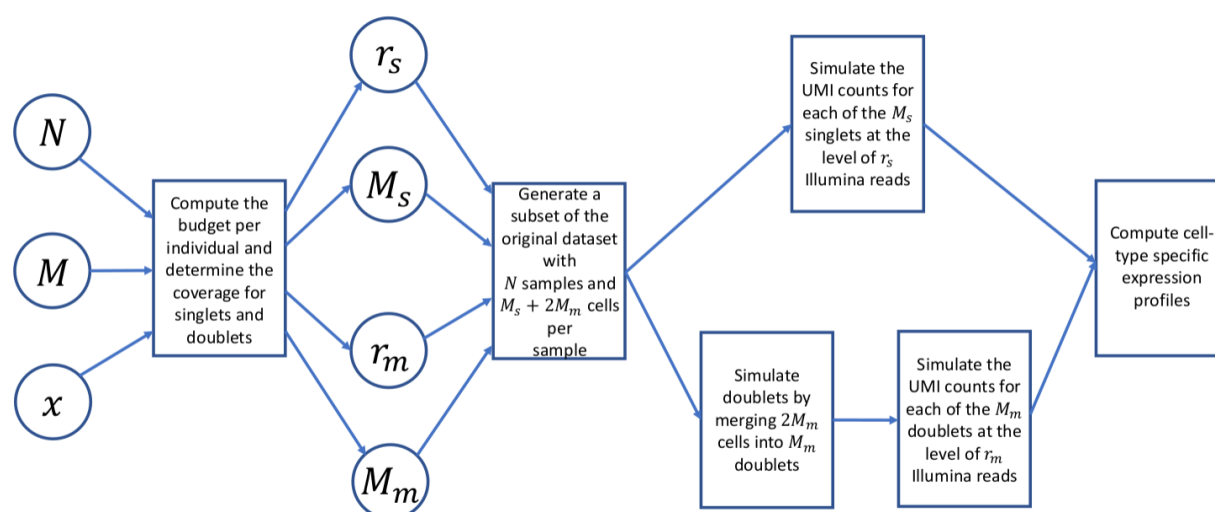 N
M
x
Compute the
budget per
individual and
determine the
coverage for
singlets and
doublets
r_s
M_s
r_m
M_m
Generate a
subset of the
original dataset
with
N samples and
M_s + 2M_m cells
per
sample
Simulate the
UMI counts for
each of the M_s
singlets at the
level of r_s
Illumina reads
Simulate
doublets by
merging 2M_m
cells into M_m
doublets
Simulate the
UMI counts for
each of the M_m
doublets at the
level of r_m
Illumina reads
Compute cell-
type specific
expression
profiles